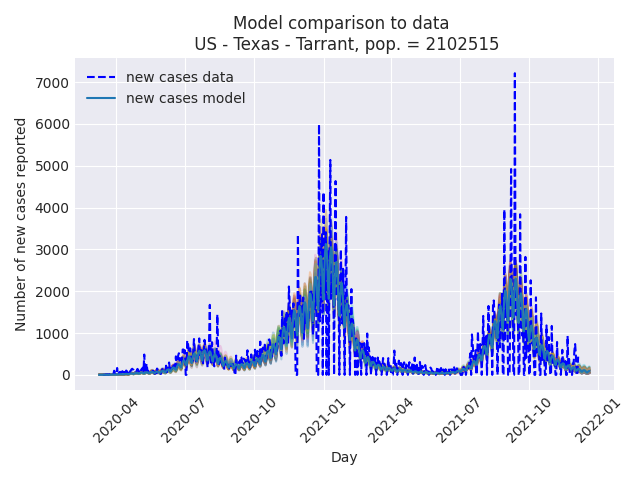 Model comparison to data
US - Texas - Tarrant, pop. = 2102515
new cases data
new cases model
Number of new cases reported
7000
6000
5000
4000
3000
2000
1000
0
2020-04
2020-07
2020-10
2021-01
2021-04
2021-07
2021-10
2022-01
Day